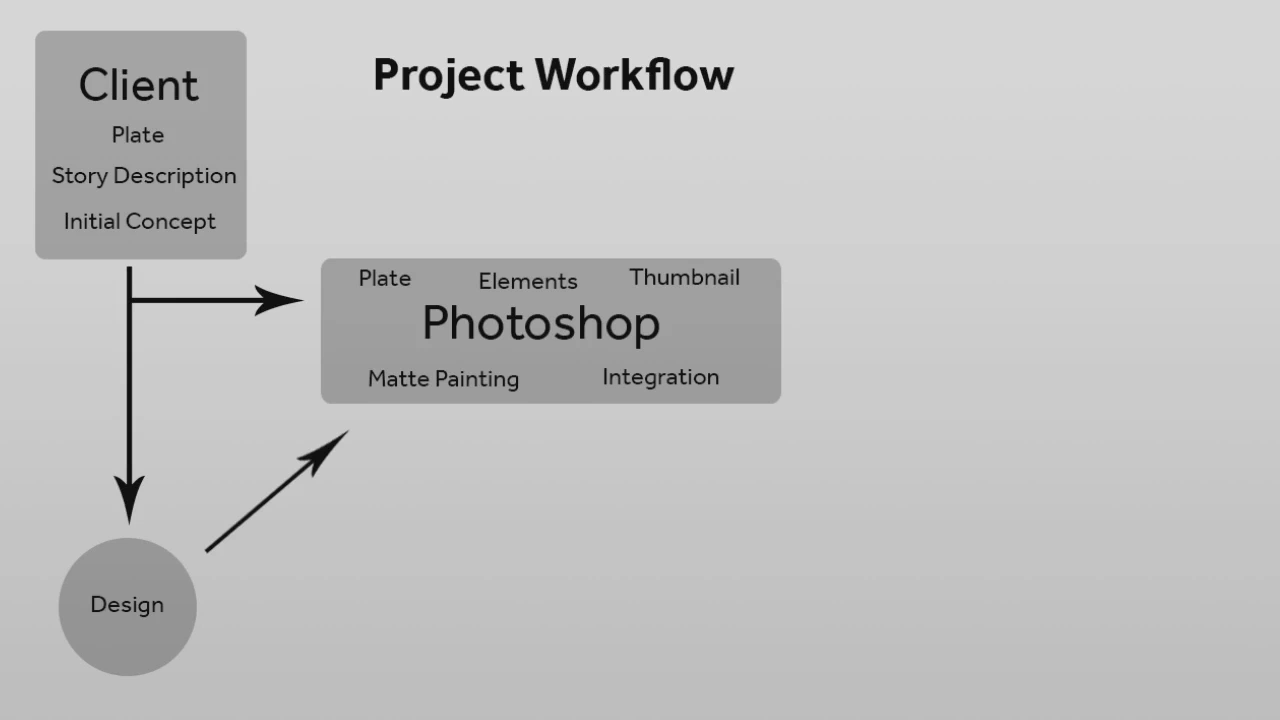 Project Workflow
Client
Plate
Story Description
Initial Concept
Plate Elements Thumbnail
Photoshop
Matte Painting Integration
Design